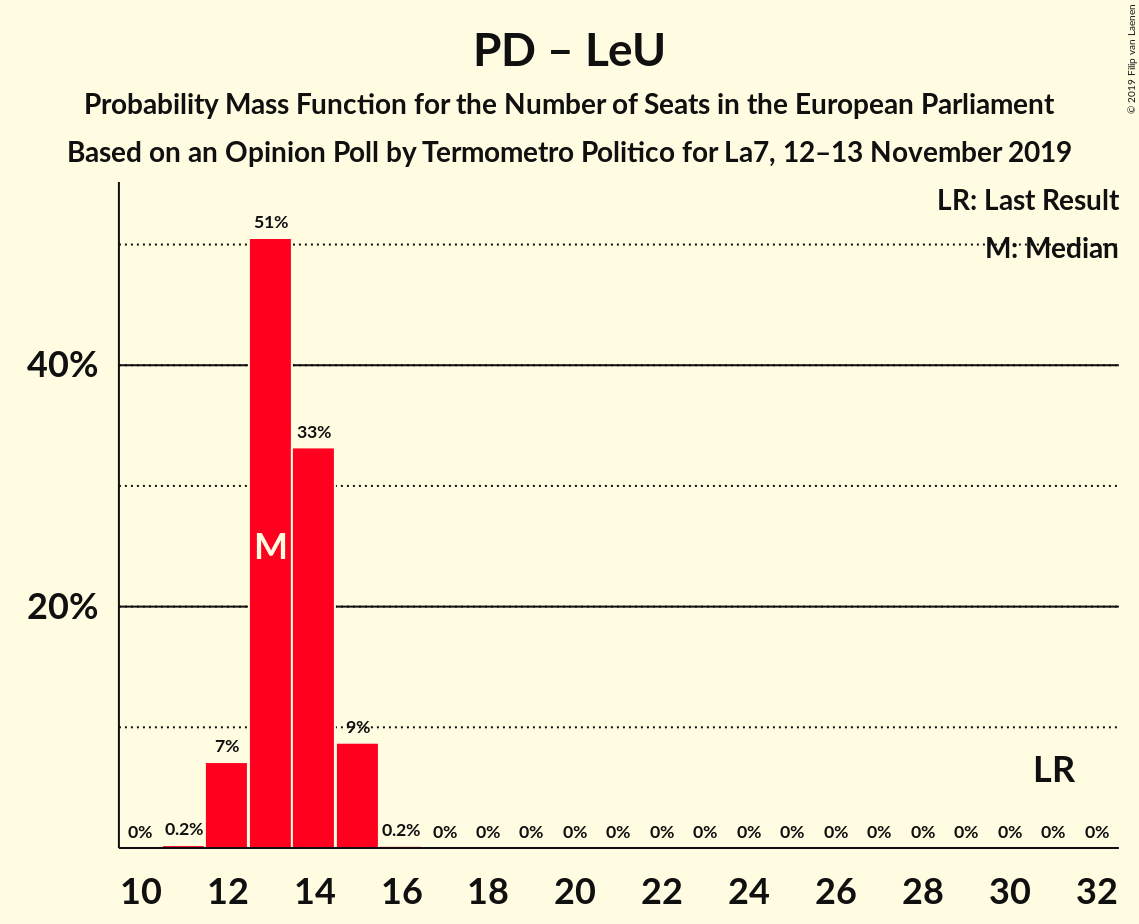 PD – LeU
Probability Mass Function for the Number of Seats in the European Parliament
Based on an Opinion Poll by Termometro Politico for La7, 12–13 November 2019
© 2019 Filip van Laenen
LR: Last Result
M: Median
51%
40%
33%
M
20%
9%
7%
LR
0% 0.2% 0.2% 0% 0% 0% 0% 0% 0% 0% 0% 0% 0% 0% 0% 0% 0% 0%
10 12 14 16 18 20 22 24 26 28 30 32